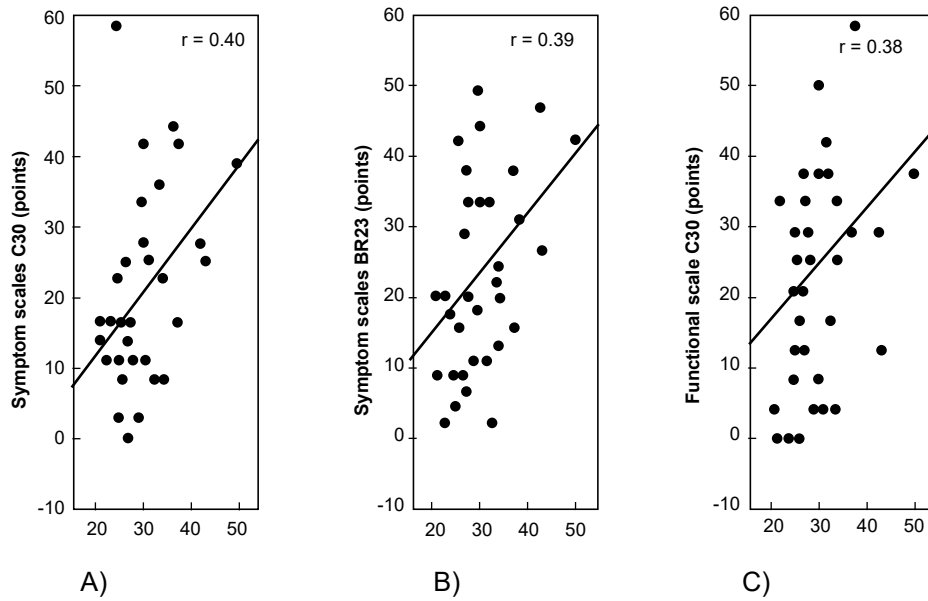 60
50
40
30
20
10
0
-10
Symptom scales C30 (points)
r = 0.40
20 30 40 50
A)
60
50
40
30
20
10
0
-10
Symptom scales BR23 (points)
r = 0.39
20 30 40 50
B)
60
50
40
30
20
10
0
-10
Functional scale C30 (points)
r = 0.38
20 30 40 50
C)